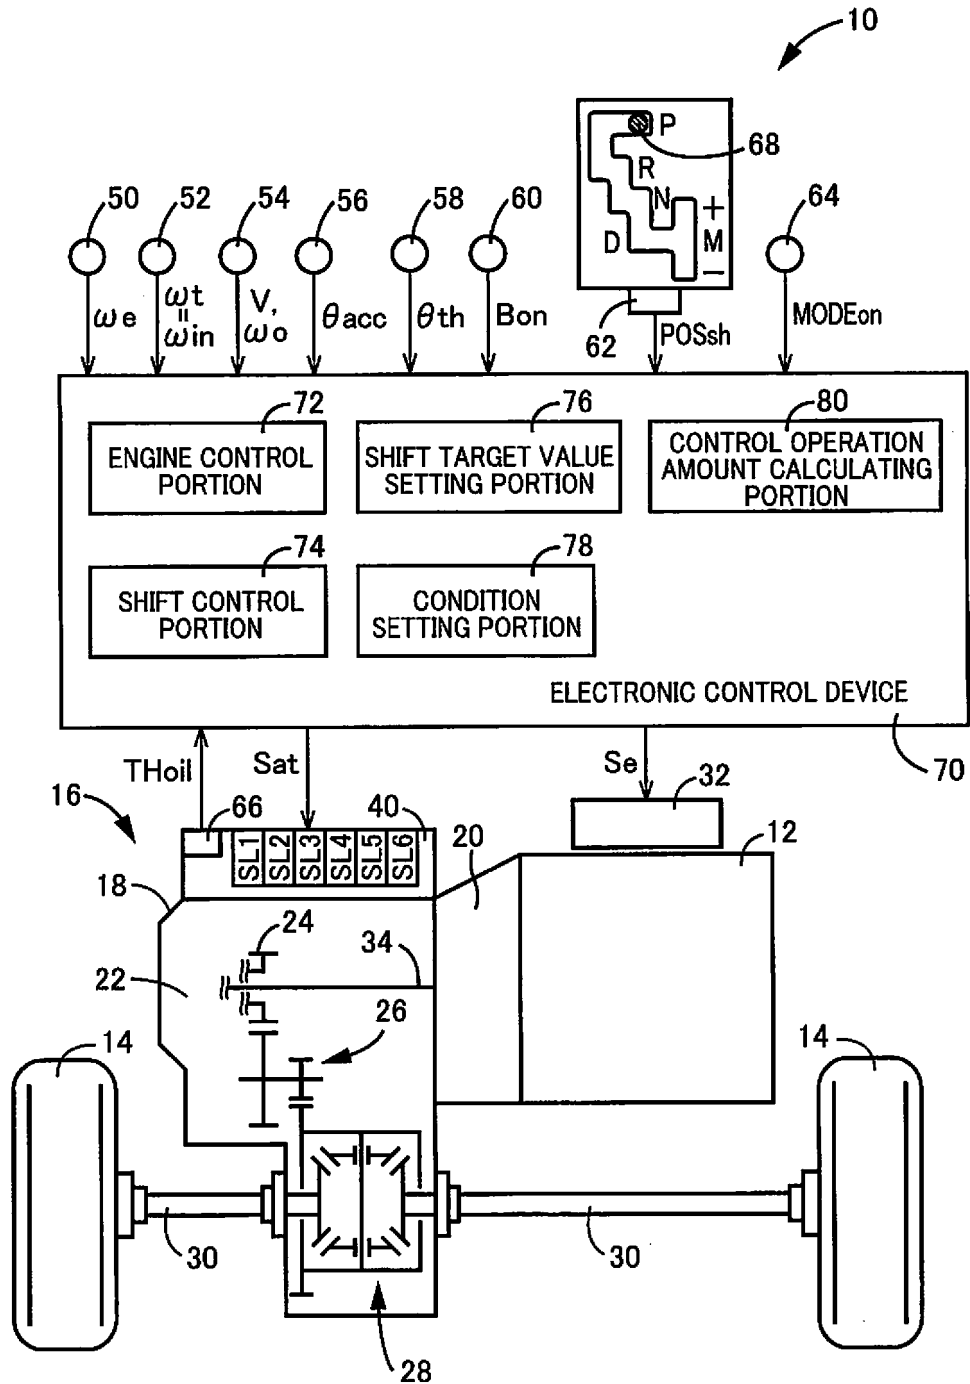 10
P
68
R
N
+
D
M
−
50
52
54
56
58
60
64
ωe
ωt
=
ωin
V,
ωo
θacc
θth
Bon
62
POSsh
MODEon
72
ENGINE CONTROL
PORTION
76
SHIFT TARGET VALUE
SETTING PORTION
80
CONTROL OPERATION
AMOUNT CALCULATING
PORTION
74
SHIFT CONTROL
PORTION
78
CONDITION
SETTING PORTION
ELECTRONIC CONTROL DEVICE
70
THoil
Sat
Se
16
66
SL1
SL2
SL3
SL4
SL5
SL6
40
20
32
12
18
24
34
22
26
14
14
30
30
28